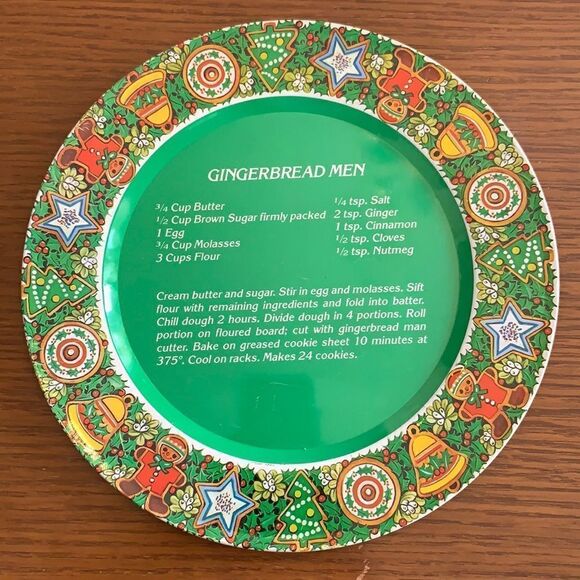 GINGERBREAD MEN
¾ Cup Butter
½ Cup Brown Sugar firmly packed
1 Egg
¾ Cup Molasses
3 Cups Flour
¼ tsp. Salt
2 tsp. Ginger
1 tsp. Cinnamon
½ tsp. Cloves
½ tsp. Nutmeg
Cream butter and sugar. Stir in egg and molasses. Sift
flour with remaining ingredients and fold into batter.
Chill dough 2 hours. Divide dough in 4 portions. Roll
portion on floured board; cut with gingerbread man
cutter. Bake on greased cookie sheet 10 minutes at
375°. Cool on racks. Makes 24 cookies.